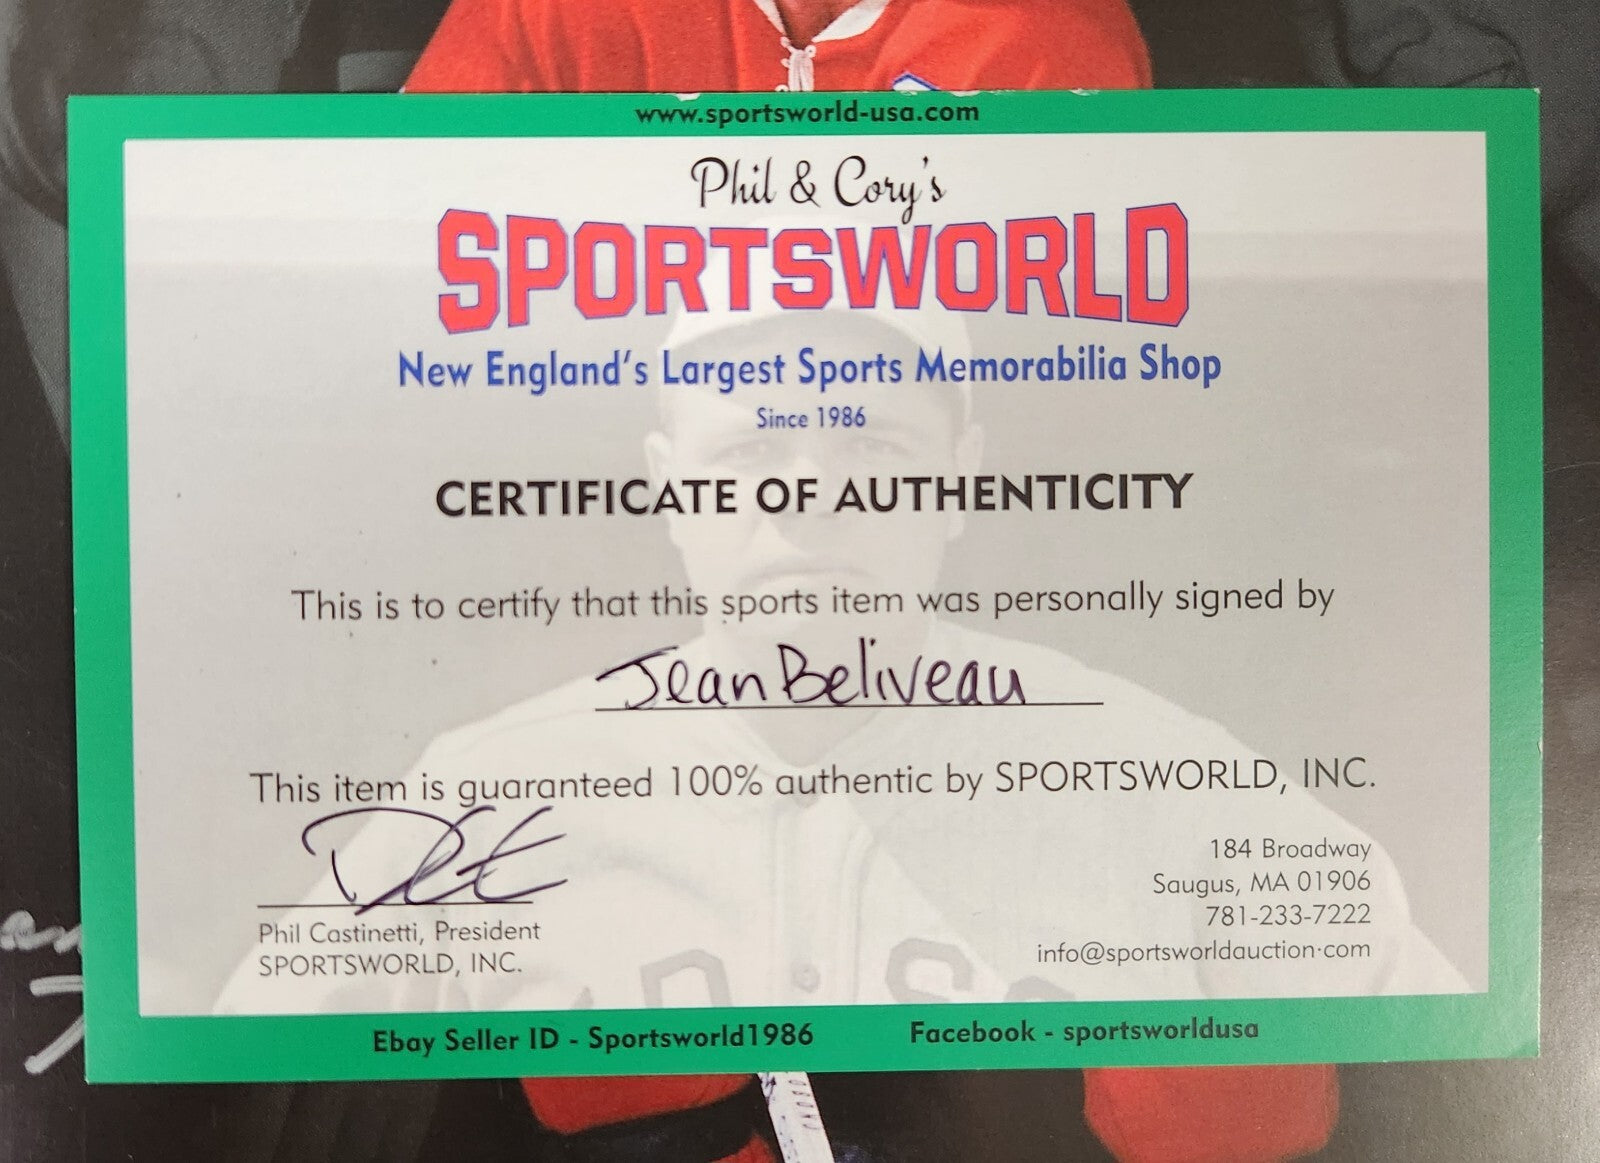 www.sportsworld-usa.com
Phil & Cory's
SPORTSWORLD
New England's Largest Sports Memorabilia Shop
Since 1986
CERTIFICATE OF AUTHENTICITY
This is to certify that this sports item was personally signed by
Jean Beliveau
This item is guaranteed 100% authentic by SPORTSWORLD, INC.
Phil Castinetti, President
SPORTSWORLD, INC.
184 Broadway
Saugus, MA 01906
781-233-7222
info@sportsworldauction.com
Ebay Seller ID - Sportsworld1986
Facebook - sportsworldusa